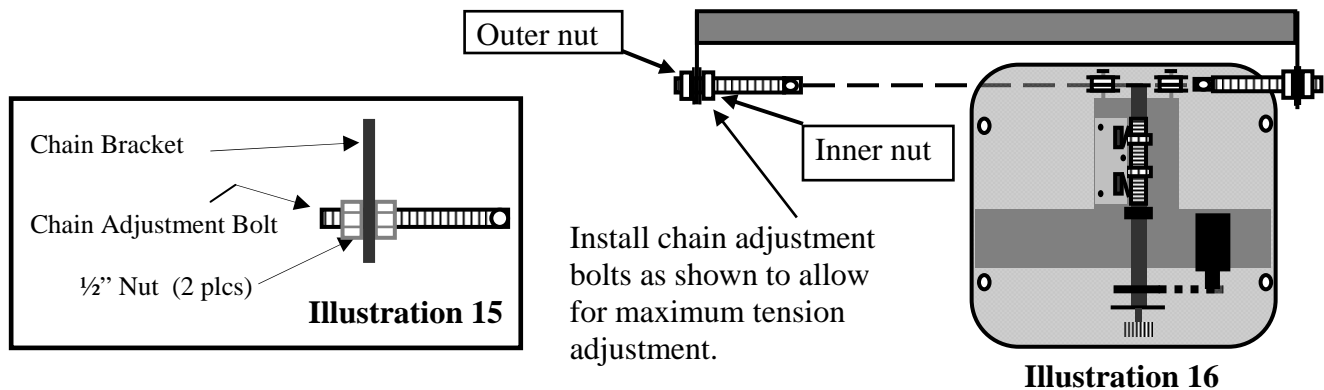 Outer nut
Inner nut
Chain Bracket
Chain Adjustment Bolt
½” Nut (2 plcs)
Illustration 15
Install chain adjustment
bolts as shown to allow
for maximum tension
adjustment.
Illustration 16